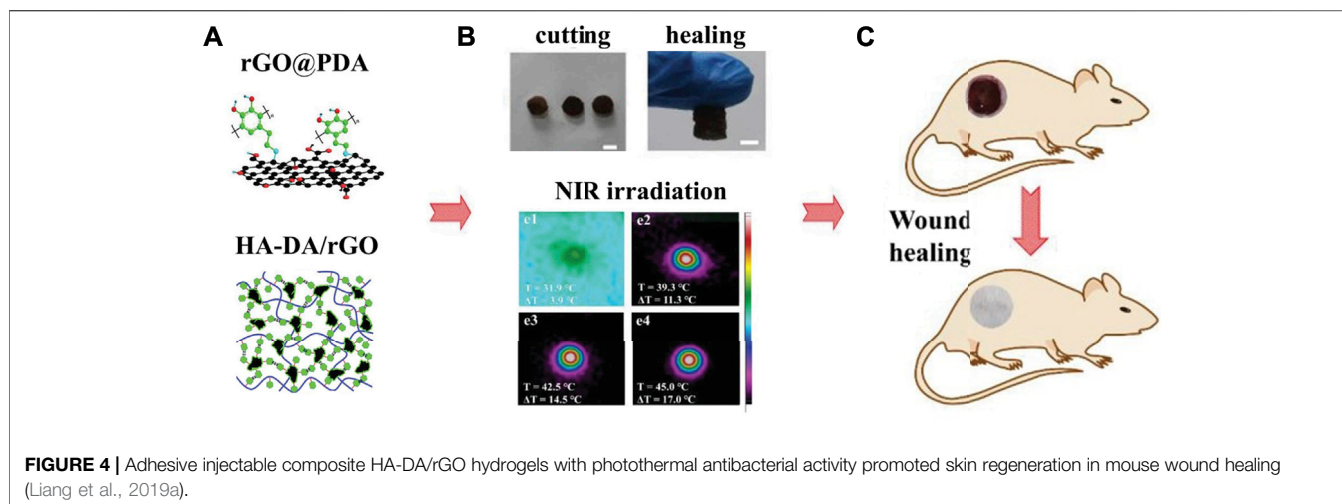 A
rGO@PDA
HA-DA/rGO
B
cutting
healing
NIR irradiation
e1
T = 31.9 °C
ΔT = 3.9 °C
e2
T = 39.3 °C
ΔT = 11.3 °C
e3
T = 42.5 °C
ΔT = 14.5 °C
e4
T = 45.0 °C
ΔT = 17.0 °C
C
Wound
healing
FIGURE 4 | Adhesive injectable composite HA-DA/rGO hydrogels with photothermal antibacterial activity promoted skin regeneration in mouse wound healing
(Liang et al., 2019a).